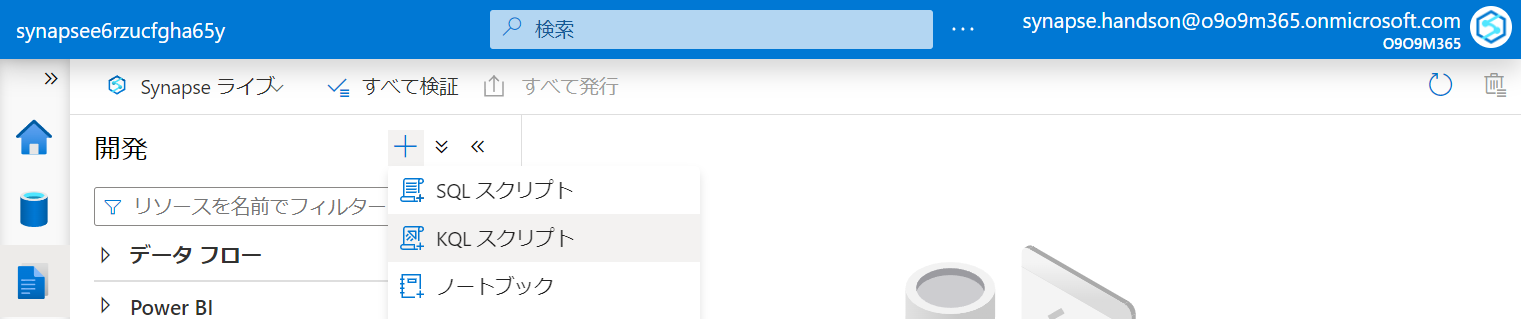 synapsee6rzucfgha65y
検索
synapse.handson@o9o9m365.onmicrosoft.com
O9O9M365
Synapse ライブ
すべて検証
すべて発行
開発
リソースを名前でフィルター
SQL スクリプト
KQL スクリプト
データ フロー
ノートブック
Power BI